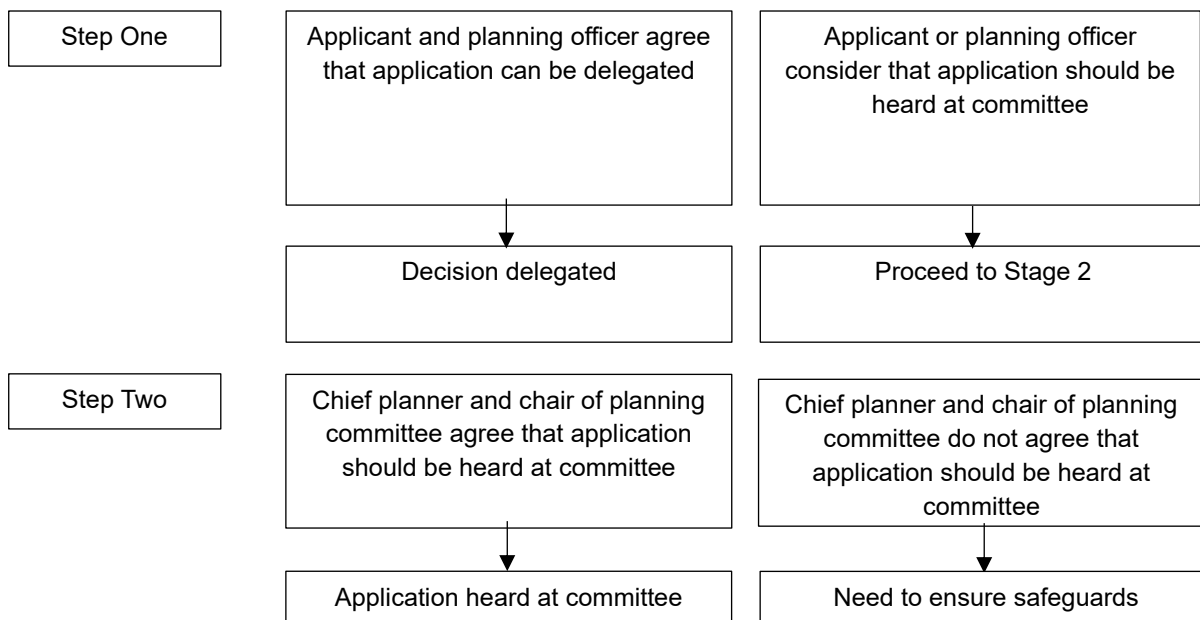 Step One
Applicant and planning officer agree
that application can be delegated
Applicant or planning officer
consider that application should be
heard at committee
Decision delegated
Proceed to Stage 2
Step Two
Chief planner and chair of planning
committee agree that application
should be heard at committee
Chief planner and chair of planning
committee do not agree that
application should be heard at
committee
Application heard at committee
Need to ensure safeguards